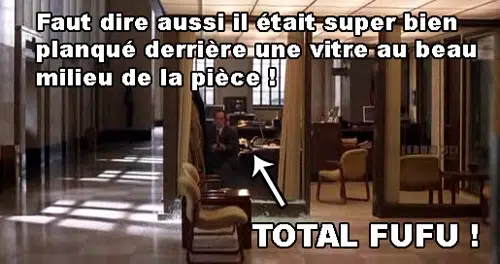 Faut dire aussi il était super bien
planqué derrière une vitre au beau
milieu de la pièce !
TOTAL FUFU !